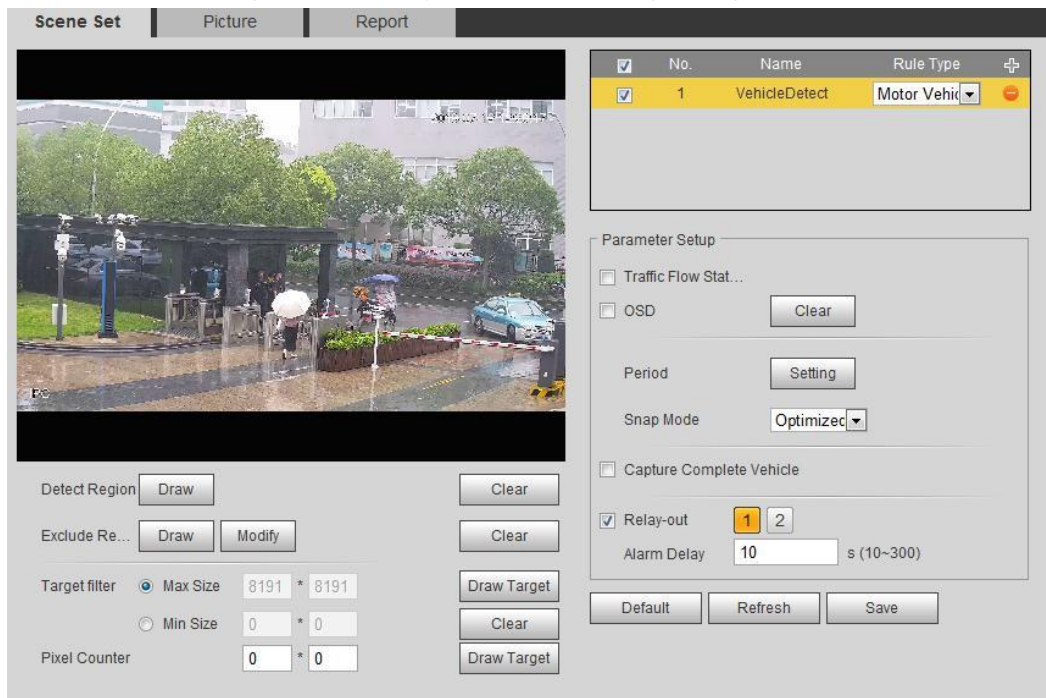 Scene Set Picture Report
No. Name Rule Type
1 VehicleDetect Motor Vehic
Parameter Setup
Traffic Flow Stat...
OSD Clear
Period Setting
Snap Mode Optimizec
Capture Complete Vehicle
Relay-out 1 2
Alarm Delay 10 s (10~300)
Default Refresh Save
Detect Region Draw Clear
Exclude Re... Draw Modify Clear
Target filter Max Size 8191 * 8191 Draw Target
Min Size 0 * 0 Clear
Pixel Counter 0 * 0 Draw Target